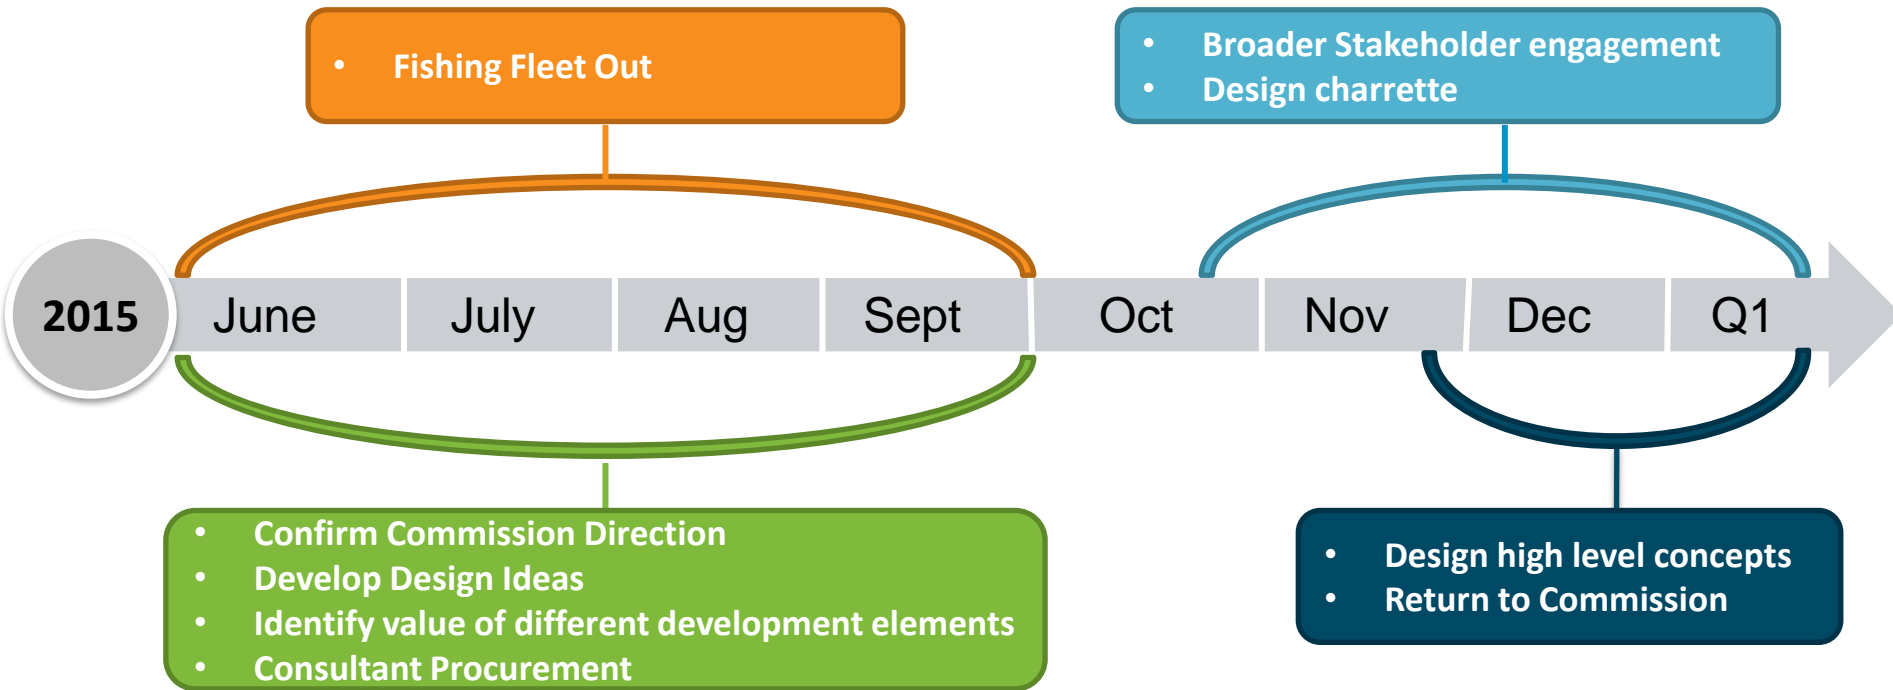 • Fishing Fleet Out
• Broader Stakeholder engagement
• Design charrette
2015
June
July
Aug
Sept
Oct
Nov
Dec
Q1
• Confirm Commission Direction
• Develop Design Ideas
• Identify value of different development elements
• Consultant Procurement
• Design high level concepts
• Return to Commission